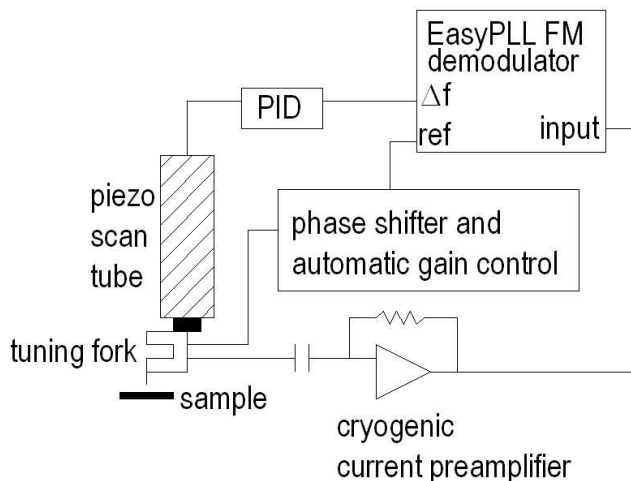 EasyPLL FM
demodulator
Δf
ref
input
PID
piezo
scan
tube
phase shifter and
automatic gain control
tuning fork
sample
cryogenic
current preamplifier